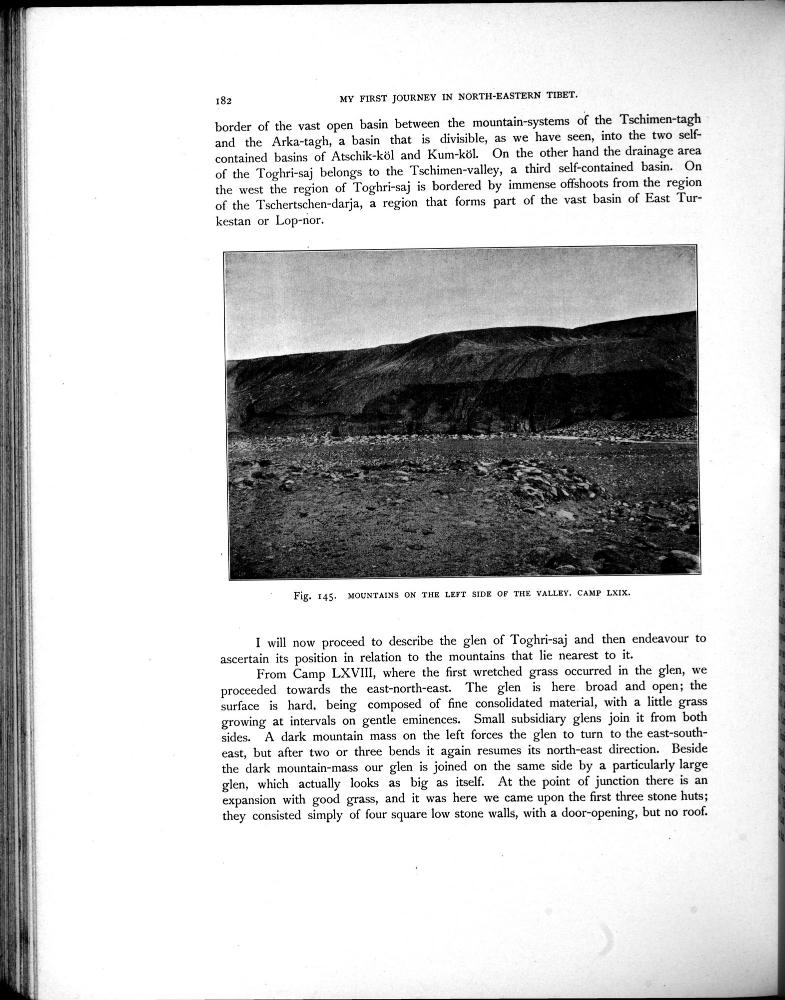 182
MY FIRST JOURNEY IN NORTH-EASTERN TIBET.
border of the vast open basin between the mountain-systems of the Tschimen-tagh
and the Arka-tagh, a basin that is divisible, as we have seen, into the two self-
contained basins of Atschik-köl and Kum-köl. On the other hand the drainage area
of the Toghri-saj belongs to the Tschimen-valley, a third self-contained basin. On
the west the region of Toghri-saj is bordered by immense offshoots from the region
of the Tschertschen-darja, a region that forms part of the vast basin of East Tur-
kestan or Lop-nor.
Fig. 145. MOUNTAINS ON THE LEFT SIDE OF THE VALLEY. CAMP LXIX.
I will now proceed to describe the glen of Toghri-saj and then endeavour to
ascertain its position in relation to the mountains that lie nearest to it.
From Camp LXVIII, where the first wretched grass occurred in the glen, we
proceeded towards the east-north-east. The glen is here broad and open; the
surface is hard, being composed of fine consolidated material, with a little grass
growing at intervals on gentle eminences. Small subsidiary glens join it from both
sides. A dark mountain mass on the left forces the glen to turn to the east-south-
east, but after two or three bends it again resumes its north-east direction. Beside
the dark mountain-mass our glen is joined on the same side by a particularly large
glen, which actually looks as big as itself. At the point of junction there is an
expansion with good grass, and it was here we came upon the first three stone huts;
they consisted simply of four square low stone walls, with a door-opening, but no roof.